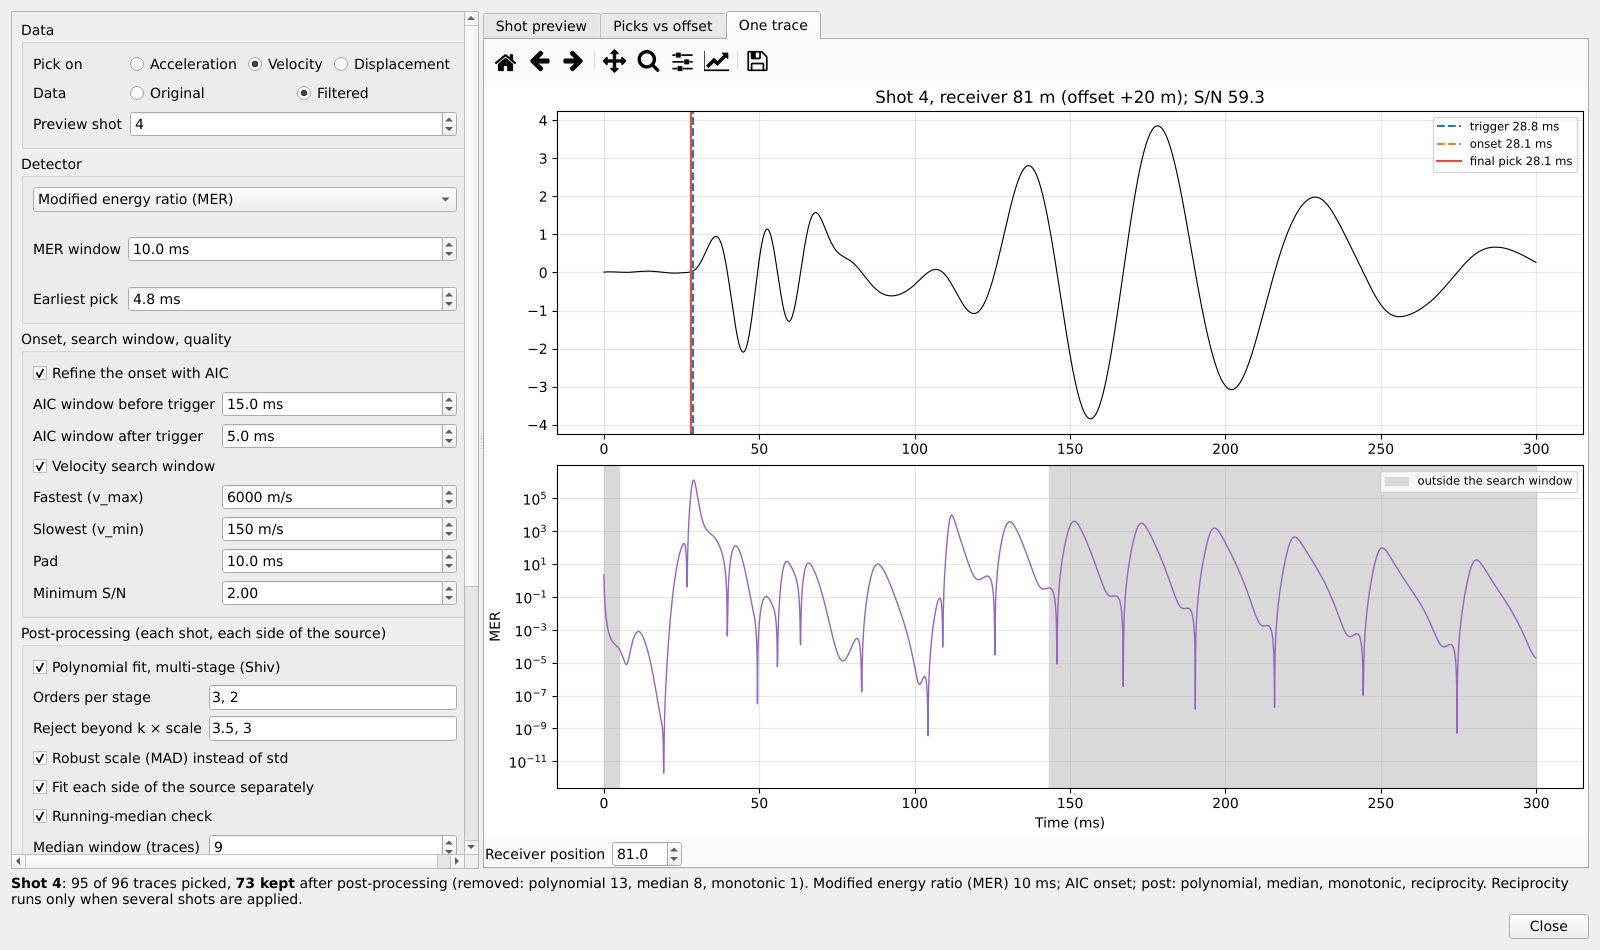 Data
Pick on Acceleration Velocity Displacement
Data Original Filtered
Preview shot 4
Detector
Modified energy ratio (MER)
MER window 10.0 ms
Earliest pick 4.8 ms
Onset, search window, quality
Refine the onset with AIC
AIC window before trigger 15.0 ms
AIC window after trigger 5.0 ms
Velocity search window
Fastest (v_max) 6000 m/s
Slowest (v_min) 150 m/s
Pad 10.0 ms
Minimum S/N 2.00
Post-processing (each shot, each side of the source)
Polynomial fit, multi-stage (Shiv)
Orders per stage 3, 2
Reject beyond k × scale 3.5, 3
Robust scale (MAD) instead of std
Fit each side of the source separately
Running-median check
Median window (traces) 9
Shot preview Picks vs offset One trace
Shot 4, receiver 81 m (offset +20 m); S/N 59.3
trigger 28.8 ms
onset 28.1 ms
final pick 28.1 ms
4
3
2
1
0
−1
−2
−3
−4
0 50 100 150 200 250 300
outside the search window
10⁵
10³
10¹
10⁻¹
10⁻³
10⁻⁵
10⁻⁷
10⁻⁹
10⁻¹¹
MER
0 50 100 150 200 250 300
Time (ms)
Receiver position 81.0
Shot 4: 95 of 96 traces picked, 73 kept after post-processing (removed: polynomial 13, median 8, monotonic 1). Modified energy ratio (MER) 10 ms; AIC onset; post: polynomial, median, monotonic, reciprocity. Reciprocity
runs only when several shots are applied.
Close